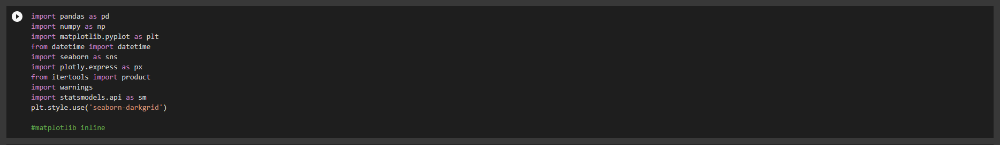 import pandas as pd
import numpy as np
import matplotlib.pyplot as plt
from datetime import datetime
import seaborn as sns
import plotly.express as px
from itertools import product
import warnings
import statsmodels.api as sm
plt.style.use('seaborn-darkgrid')
#matplotlib inline